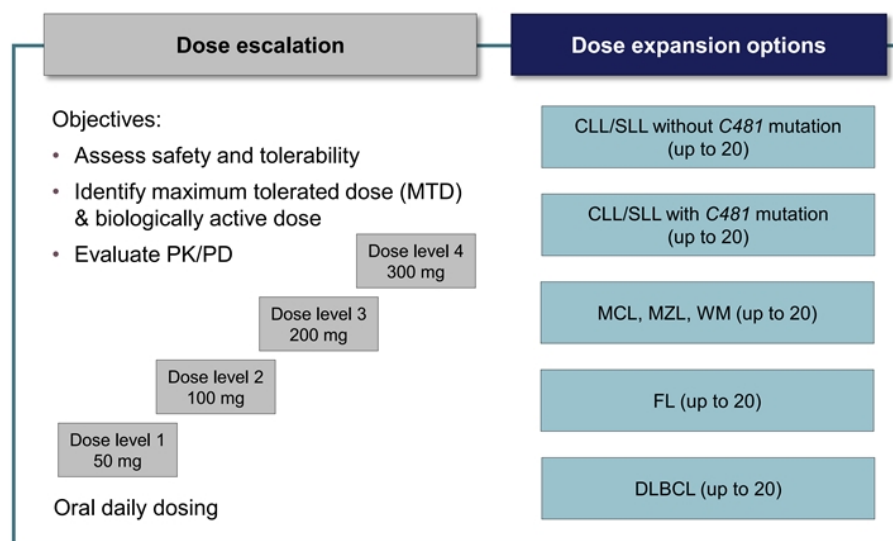 Dose escalation
Objectives:
• Assess safety and tolerability
• Identify maximum tolerated dose (MTD)
& biologically active dose
• Evaluate PK/PD
Dose level 4
300 mg
Dose level 3
200 mg
Dose level 2
100 mg
Dose level 1
50 mg
Oral daily dosing
Dose expansion options
CLL/SLL without C481 mutation
(up to 20)
CLL/SLL with C481 mutation
(up to 20)
MCL, MZL, WM (up to 20)
FL (up to 20)
DLBCL (up to 20)